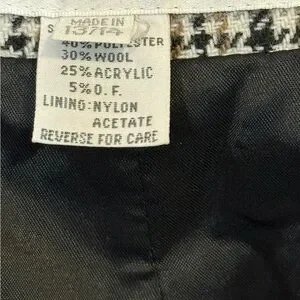 MADE IN
S
13/14
40% POLYESTER
30% WOOL
25% ACRYLIC
5% O. F.
LINING: NYLON
ACETATE
REVERSE FOR CARE